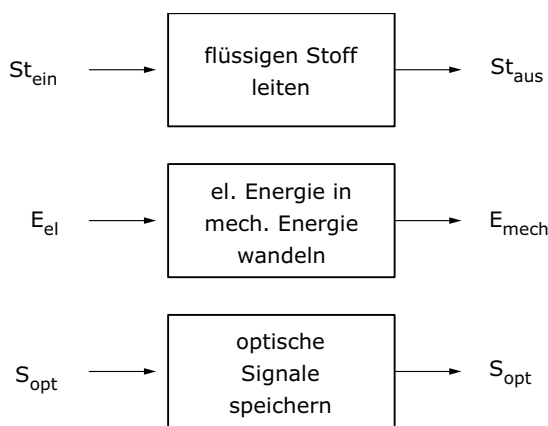 St_ein
flüssigen Stoff
leiten
St_aus
E_el
el. Energie in
mech. Energie
wandeln
E_mech
S_opt
optische
Signale
speichern
S_opt